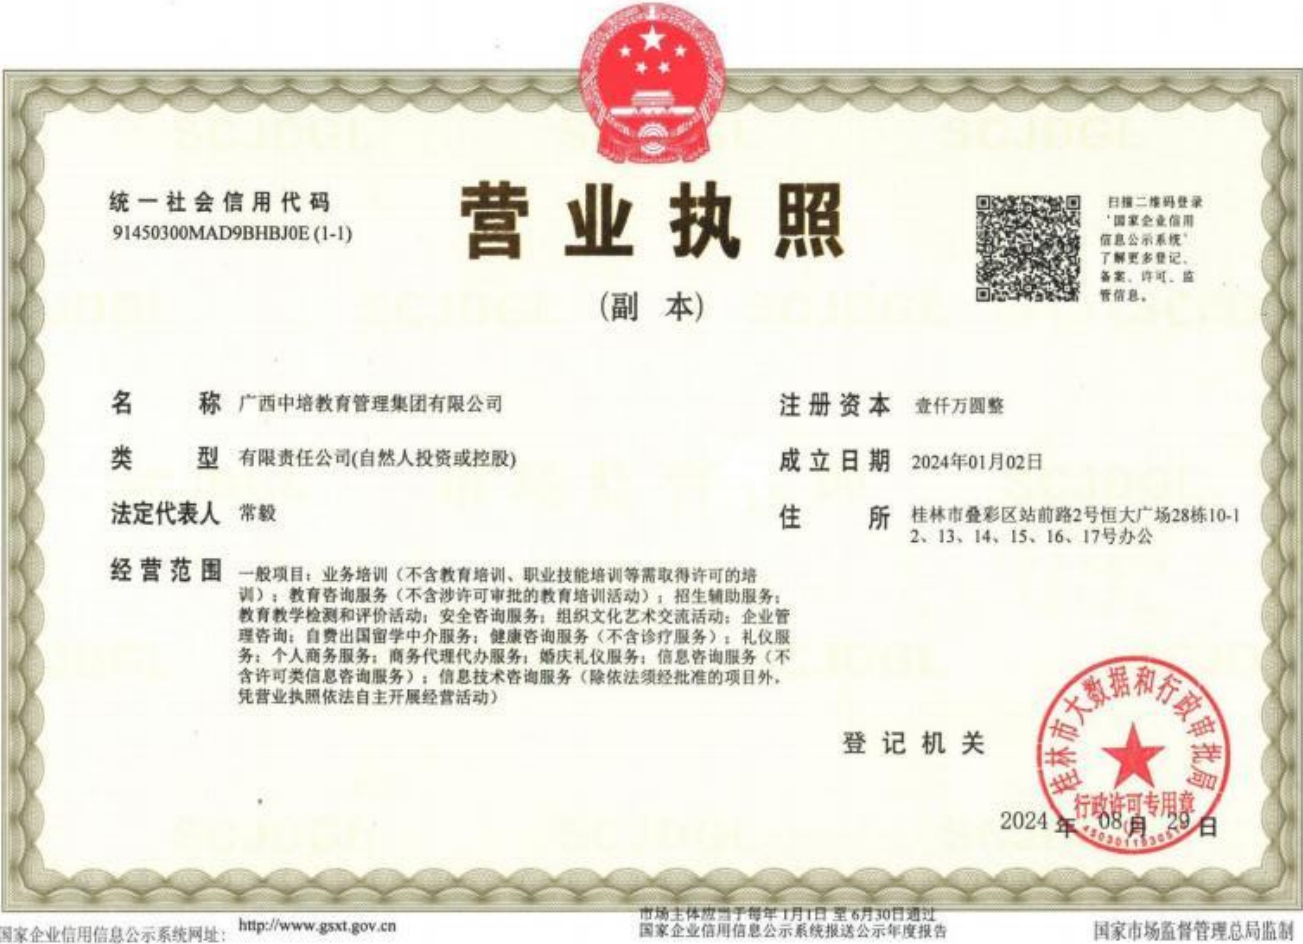 统一社会信用代码
91450300MAD9BHBJ0E (1-1)
营业执照
(副 本)
扫描二维码登录
‘国家企业信用
信息公示系统’
了解更多登记、
备案、许可、监
管信息。
名 称 广西中培教育管理集团有限公司
类 型 有限责任公司(自然人投资或控股)
法定代表人 常毅
经营范围 一般项目：业务培训（不含教育培训、职业技能培训等需取得许可的培
训）；教育咨询服务（不含涉许可审批的教育培训活动）；招生辅助服务；
教育教学检测和评价活动；安全咨询服务；组织文化艺术交流活动；企业管
理咨询；自费出国留学中介服务；健康咨询服务（不含诊疗服务）；礼仪服
务；个人商务服务；商务代理代办服务；婚庆礼仪服务；信息咨询服务（不
含许可类信息咨询服务）；信息技术咨询服务（除依法须经批准的项目外，
凭营业执照依法自主开展经营活动）
注册资本 壹仟万圆整
成立日期 2024年01月02日
住 所 桂林市叠彩区站前路2号恒大广场28栋10-1
2、13、14、15、16、17号办公
登记机关
桂林市大数据和行政审批局
行政许可专用章
2024 年 08月 29 日
国家企业信用信息公示系统网址：
http://www.gsxt.gov.cn
市场主体应当于每年 1月1日 至 6月30日通过
国家企业信用信息公示系统报送公示年度报告
国家市场监督管理总局监制
SCJDGL